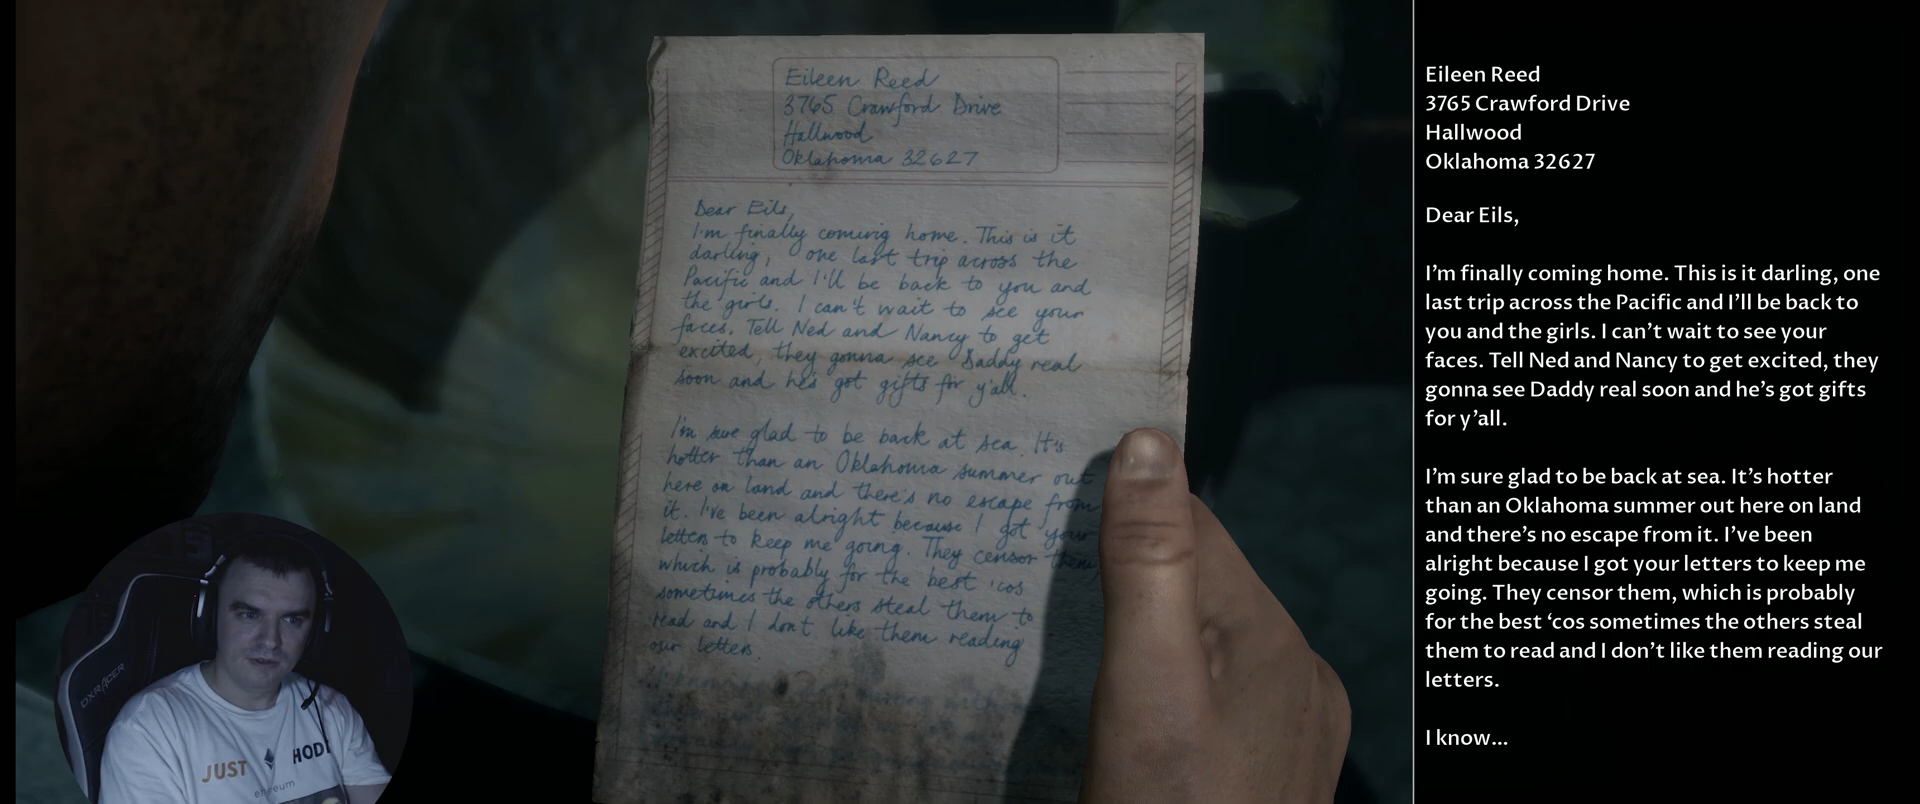 Eileen Reed
3765 Crawford Drive
Hallwood
Oklahoma 32627
Dear Eils,
I'm finally coming home. This is it
darling, one last trip across the
Pacific and I'll be back to you and
the girls. I can't wait to see your
faces. Tell Ned and Nancy to get
excited, they gonna see Daddy real
soon and he's got gifts for y'all.
I'm sure glad to be back at sea. It's
hotter than an Oklahoma summer out
here on land and there's no escape from
it. I've been alright because I got your
letters to keep me going. They censor them
which is probably for the best 'cos
sometimes the others steal them to
read and I don't like them reading
our letters.
Eileen Reed
3765 Crawford Drive
Hallwood
Oklahoma 32627
Dear Eils,
I'm finally coming home. This is it darling, one
last trip across the Pacific and I'll be back to
you and the girls. I can't wait to see your
faces. Tell Ned and Nancy to get excited, they
gonna see Daddy real soon and he's got gifts
for y'all.
I'm sure glad to be back at sea. It's hotter
than an Oklahoma summer out here on land
and there's no escape from it. I've been
alright because I got your letters to keep me
going. They censor them, which is probably
for the best ‘cos sometimes the others steal
them to read and I don't like them reading our
letters.
I know...
DXRACER
JUST HODL
ethereum